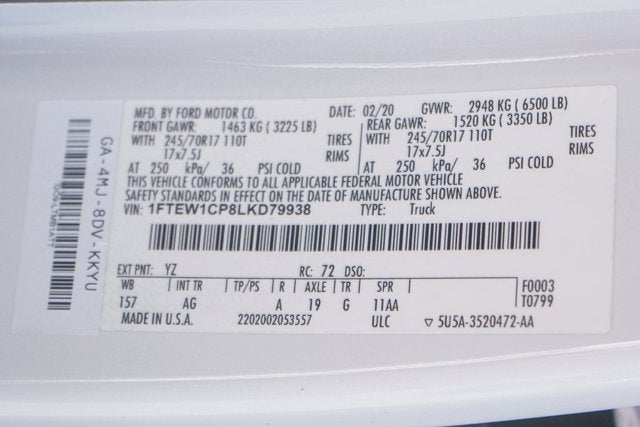 MFD. BY FORD MOTOR CO. DATE: 02/20 GVWR: 2948 KG ( 6500 LB)
FRONT GAWR: 1463 KG ( 3225 LB) REAR GAWR: 1520 KG ( 3350 LB)
WITH 245/70R17 110T TIRES WITH 245/70R17 110T TIRES
17x7.5J RIMS 17x7.5J RIMS
AT 250 kPa/ 36 PSI COLD AT 250 kPa/ 36 PSI COLD
THIS VEHICLE CONFORMS TO ALL APPLICABLE FEDERAL MOTOR VEHICLE
SAFETY STANDARDS IN EFFECT ON THE DATE OF MANUFACTURE SHOWN ABOVE.
VIN: 1FTEW1CP8LKD79938 TYPE: Truck
EXT PNT: YZ RC: 72 DSO:
WB | INT TR | TP/PS | R | AXLE | TR | SPR F0003
157 AG A 19 G 11AA T0799
MADE IN U.S.A. 2202002053557 ULC ▽ 5U5A-3520472-AA
GA-4MJ-8DV-KKYU